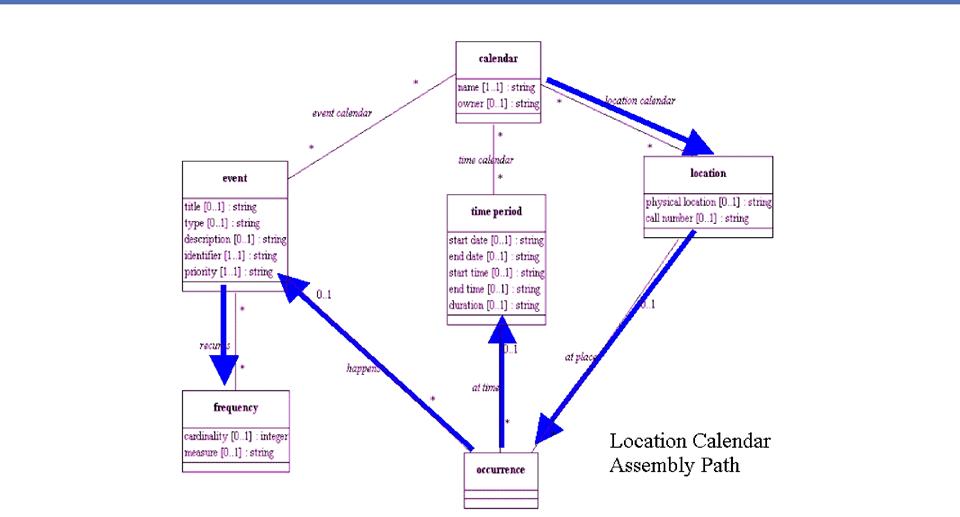 calendar
name [1..1] : string
owner [0..1] : string
*
event calendar
*
*
time calendar
*
*
location calendar
*
event
title [0..1] : string
type [0..1] : string
description [0..1] : string
identifier [1..1] : string
priority [1..1] : string
time period
start date [0..1] : string
end date [0..1] : string
start time [0..1] : string
end time [0..1] : string
duration [0..1] : string
location
physical location [0..1] : string
call number [0..1] : string
*
recurs
*
0..1
happens
*
0..1
at time
*
0..1
at place
frequency
cardinality [0..1] : integer
measure [0..1] : string
occurrence
Location Calendar
Assembly Path